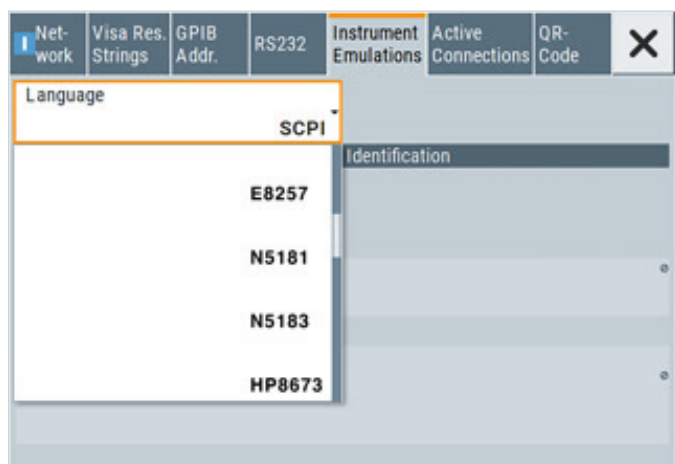 Net-
work
Visa Res.
Strings
GPIB
Addr.
RS232
Instrument
Emulations
Active
Connections
QR-
Code
Language
SCPI
Identification
E8257
N5181
N5183
HP8673